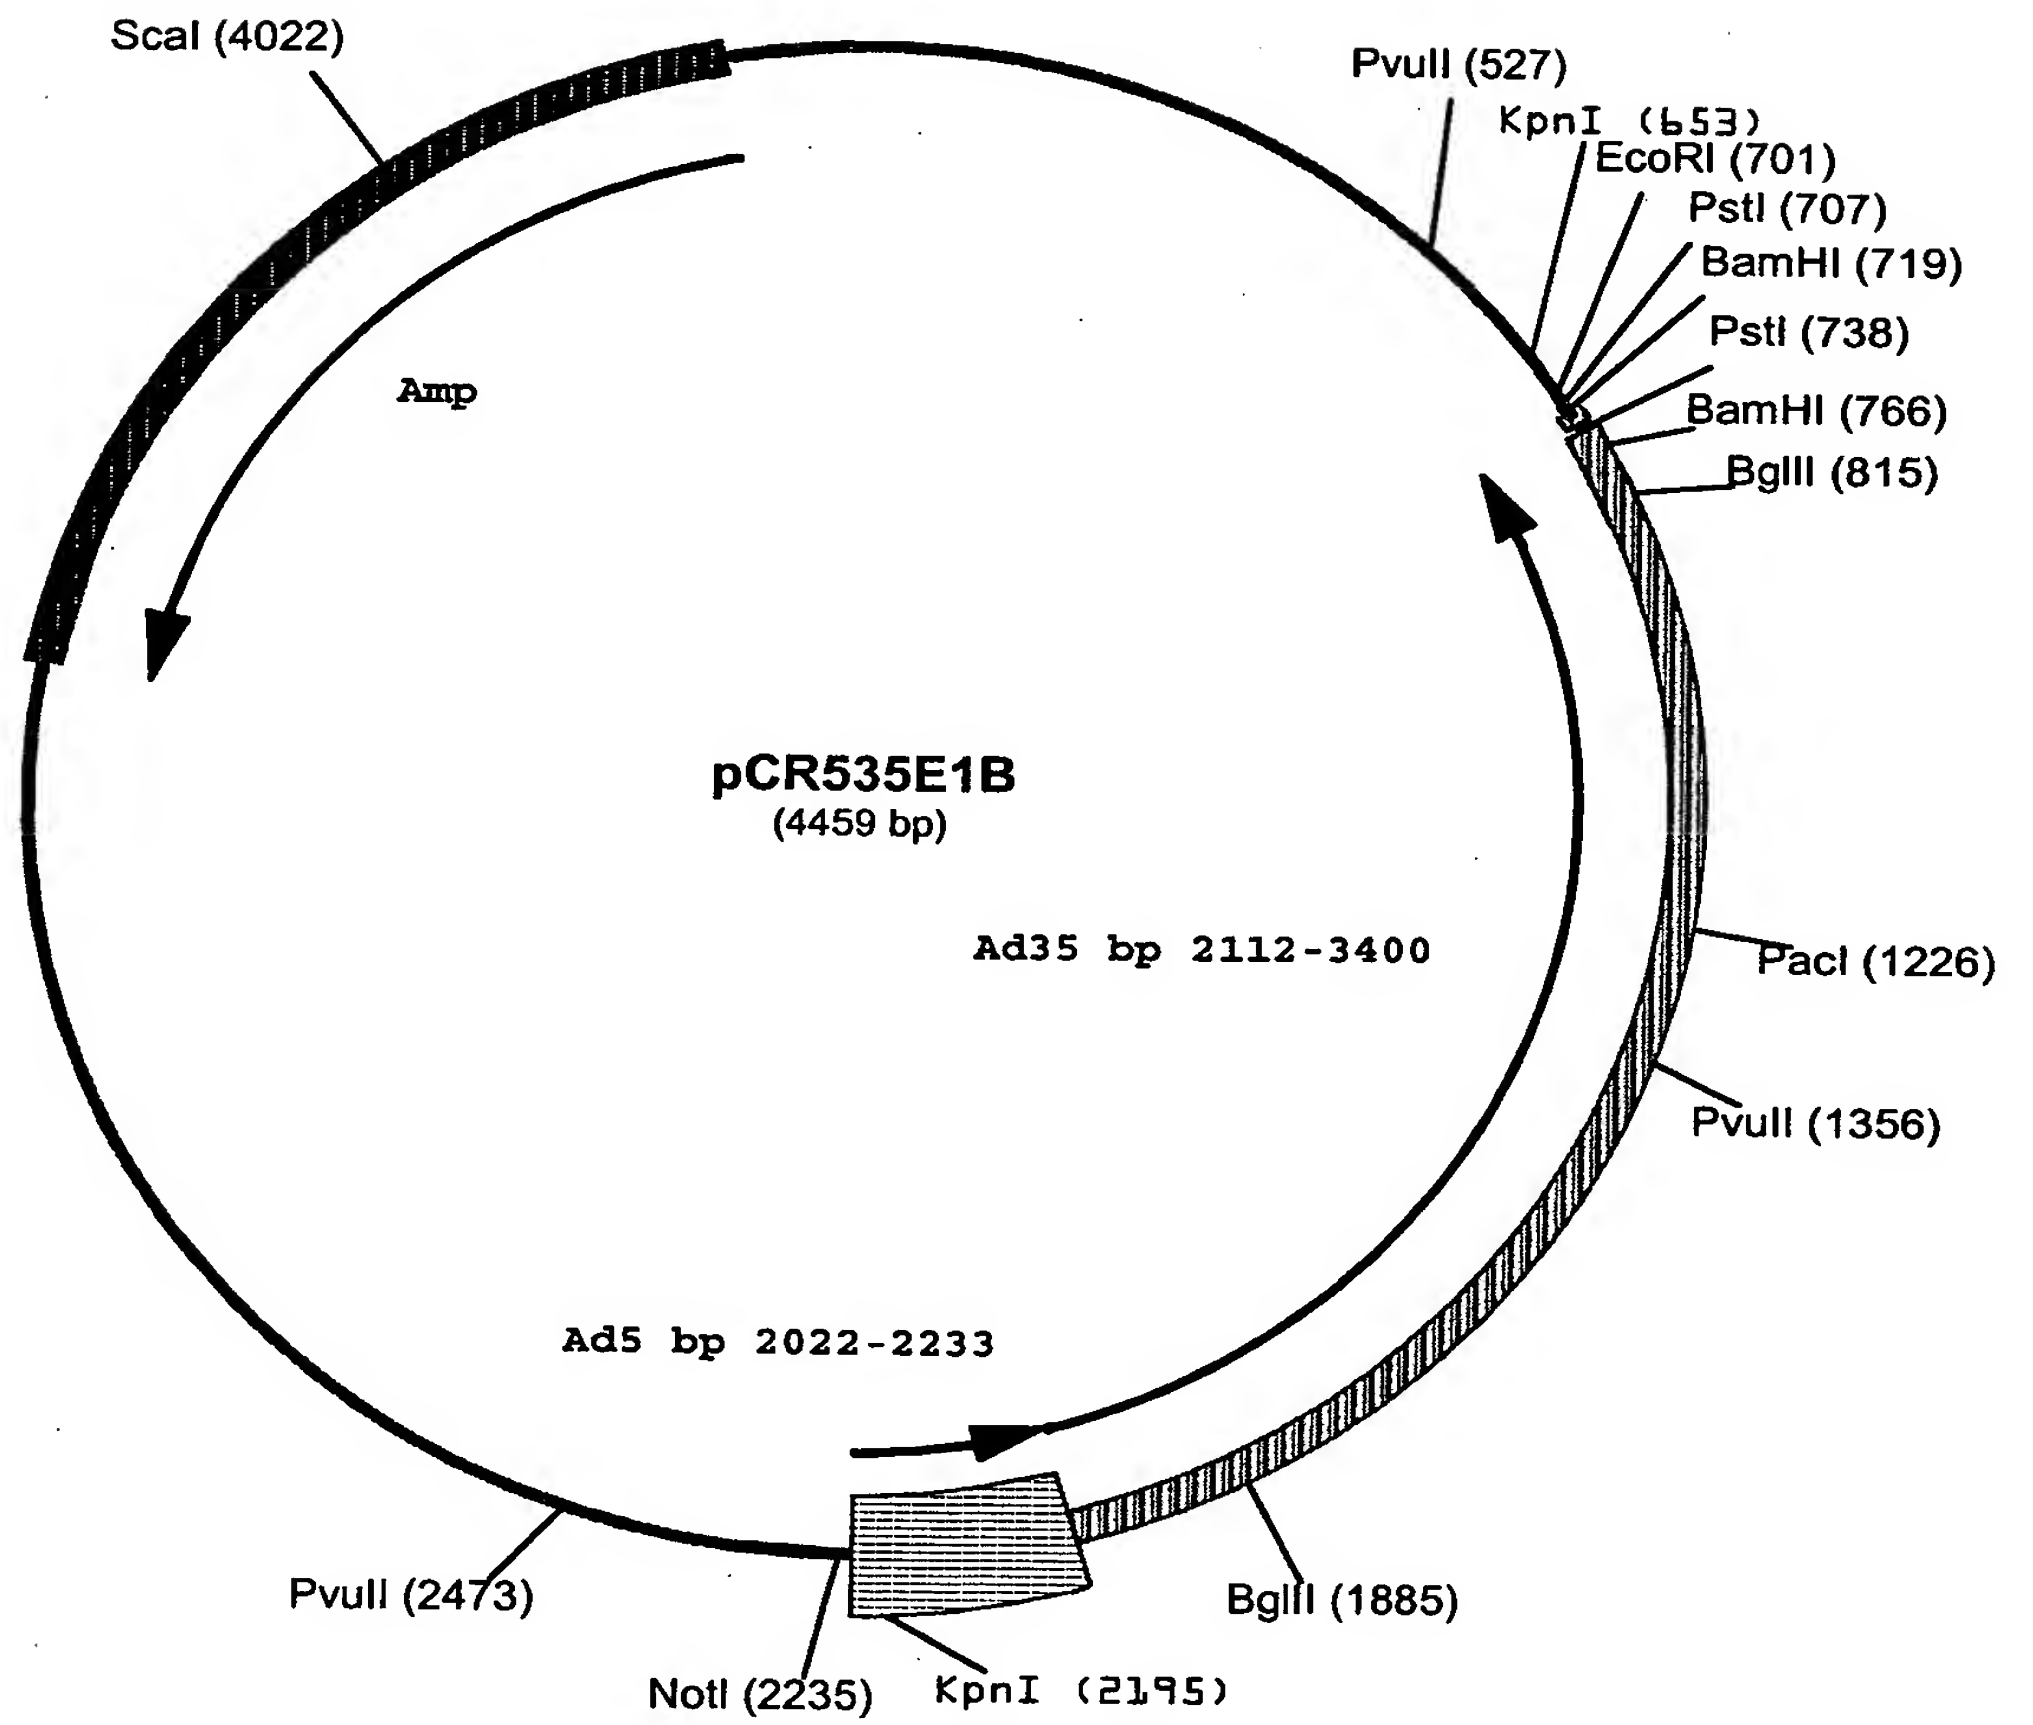 ScaI (4022)
PvuII (527)
KpnI (653)
EcoRI (701)
PstI (707)
BamHI (719)
PstI (738)
BamHI (766)
BglII (815)
Amp
pCR535E1B
(4459 bp)
Ad35 bp 2112-3400
PacI (1226)
PvuII (1356)
Ad5 bp 2022-2233
PvuII (2473)
BglII (1885)
NotI (2235)
KpnI (2195)